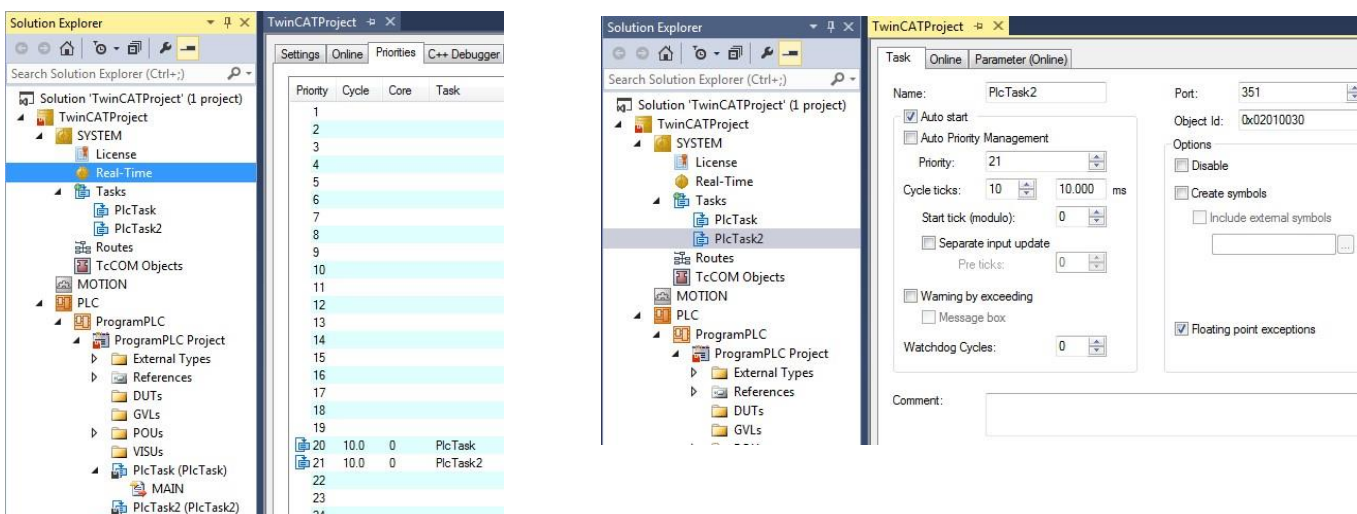 Solution Explorer
Search Solution Explorer (Ctrl+;)
Solution 'TwinCATProject' (1 project)
TwinCATProject
SYSTEM
License
Real-Time
Tasks
PlcTask
PlcTask2
Routes
TcCOM Objects
MOTION
PLC
ProgramPLC
ProgramPLC Project
External Types
References
DUTs
GVLs
POUs
VISUs
PlcTask (PlcTask)
MAIN
PlcTask2 (PlcTask2)
TwinCATProject
Settings Online Priorities C++ Debugger
Priority Cycle Core Task
1
2
3
4
5
6
7
8
9
10
11
12
13
14
15
16
17
18
19
20 10.0 0 PlcTask
21 10.0 0 PlcTask2
22
23
Solution Explorer
Search Solution Explorer (Ctrl+;)
Solution 'TwinCATProject' (1 project)
TwinCATProject
SYSTEM
License
Real-Time
Tasks
PlcTask
PlcTask2
Routes
TcCOM Objects
MOTION
PLC
ProgramPLC
ProgramPLC Project
External Types
References
DUTs
GVLs
TwinCATProject
Task Online Parameter (Online)
Name: PlcTask2
Auto start
Auto Priority Management
Priority: 21
Cycle ticks: 10 10.000 ms
Start tick (modulo): 0
Separate input update
Pre ticks: 0
Warning by exceeding
Message box
Watchdog Cycles: 0
Comment:
Port: 351
Object Id: 0x02010030
Options
Disable
Create symbols
Include external symbols
...
Floating point exceptions